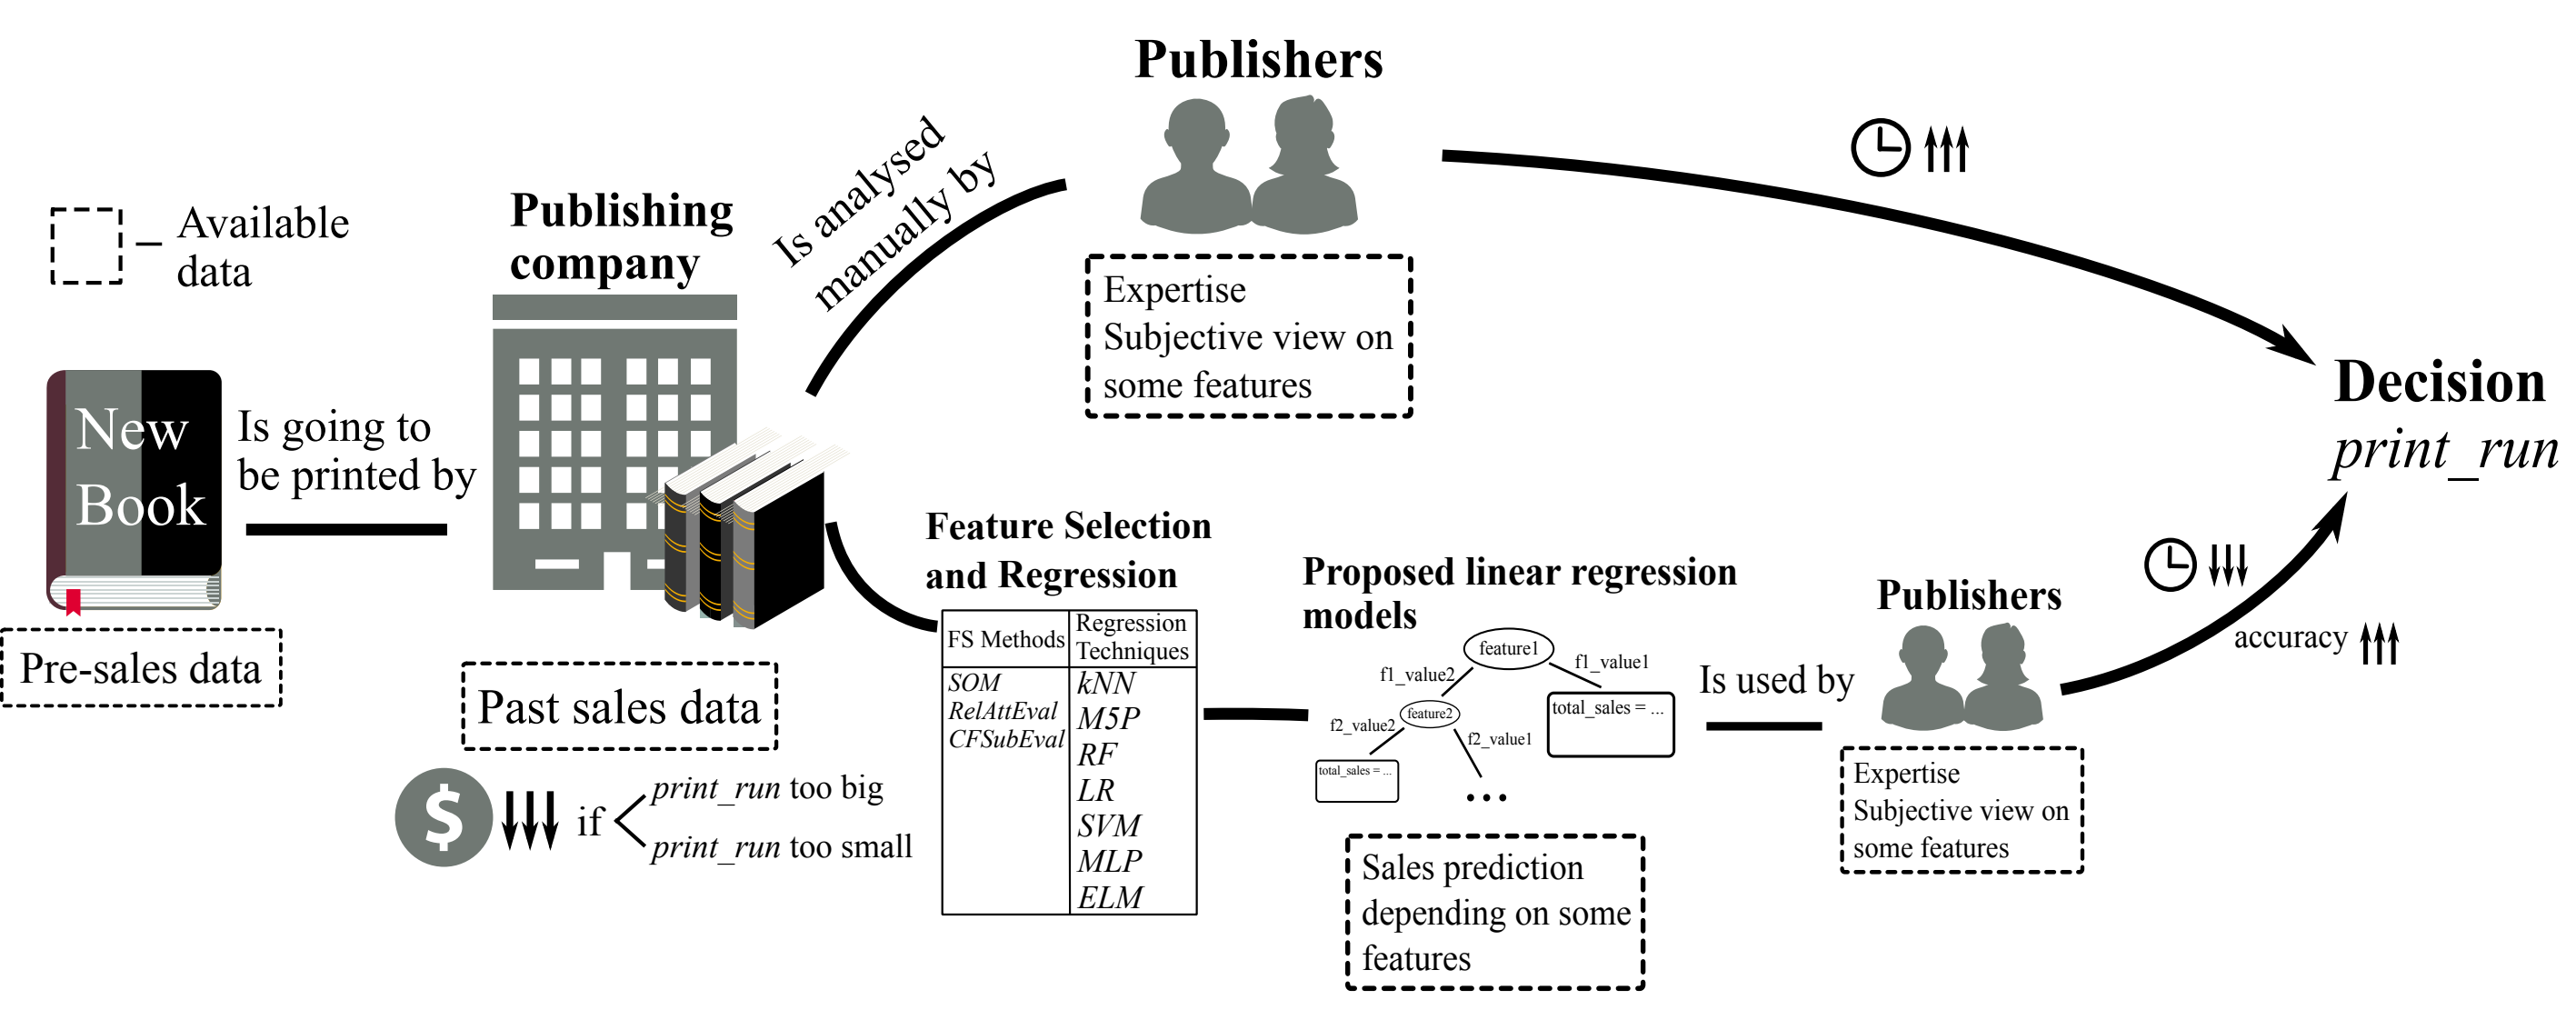 Available
data
New
Book
Is going to
be printed by
Pre-sales data
Publishing
company
Past sales data
$
if
print_run too big
print_run too small
Is analysed
manually by
Publishers
Expertise
Subjective view on
some features
Feature Selection
and Regression
FS Methods
SOM
RelAttEval
CFSubEval
Regression
Techniques
kNN
M5P
RF
LR
SVM
MLP
ELM
Proposed linear regression
models
feature1
f1_value2
f1_value1
feature2
total_sales = ...
f2_value2
f2_value1
total_sales = ...
...
Sales prediction
depending on some
features
Is used by
Publishers
Expertise
Subjective view on
some features
accuracy
Decision
print_run